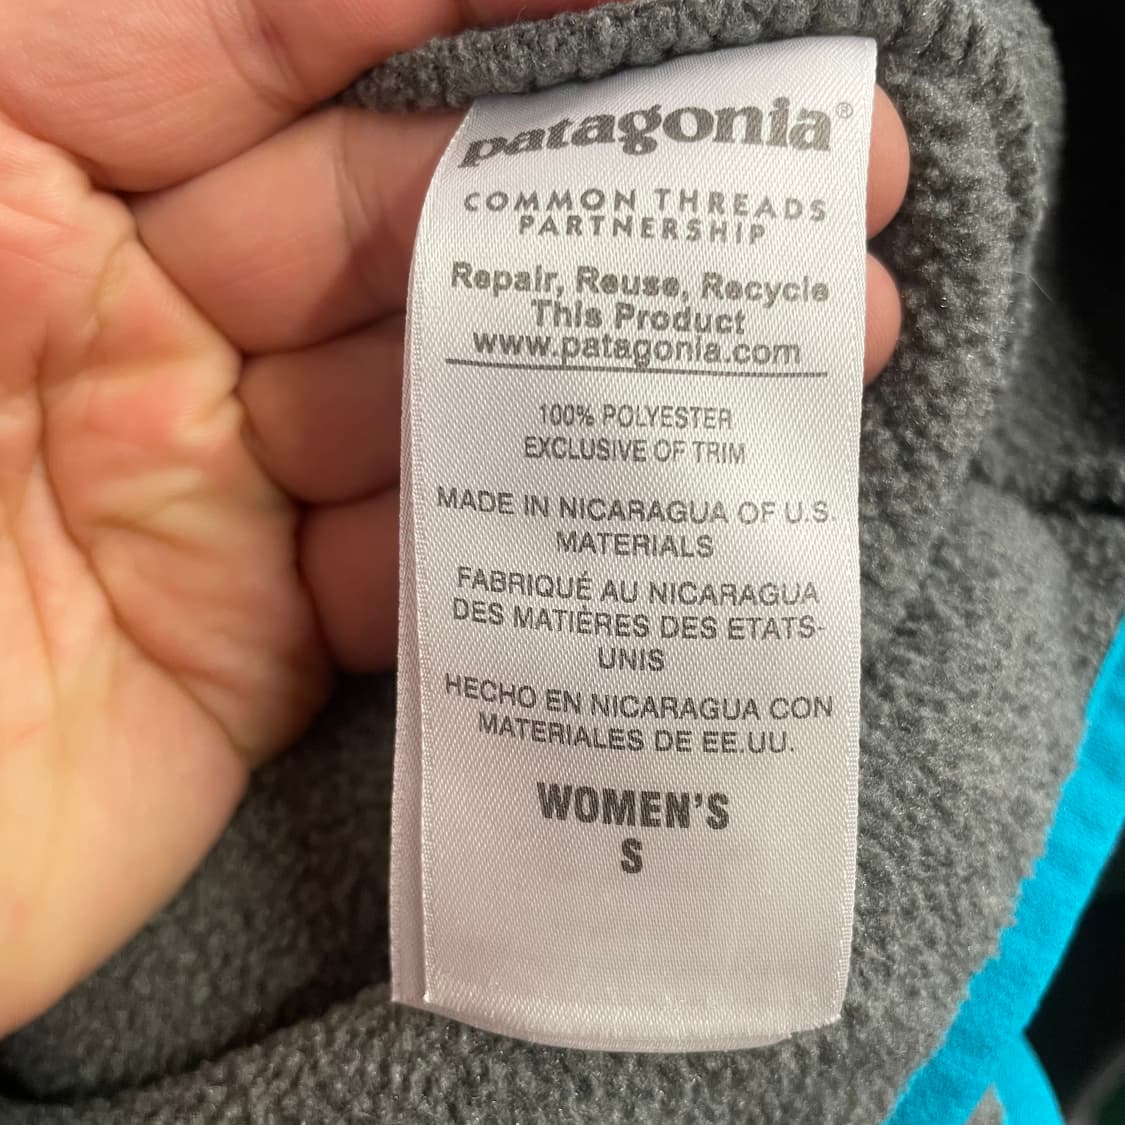 patagonia®
COMMON THREADS
PARTNERSHIP
Repair, Reuse, Recycle
This Product
www.patagonia.com
100% POLYESTER
EXCLUSIVE OF TRIM
MADE IN NICARAGUA OF U.S.
MATERIALS
FABRIQUÉ AU NICARAGUA
DES MATIÈRES DES ETATS-
UNIS
HECHO EN NICARAGUA CON
MATERIALES DE EE.UU.
WOMEN'S
S